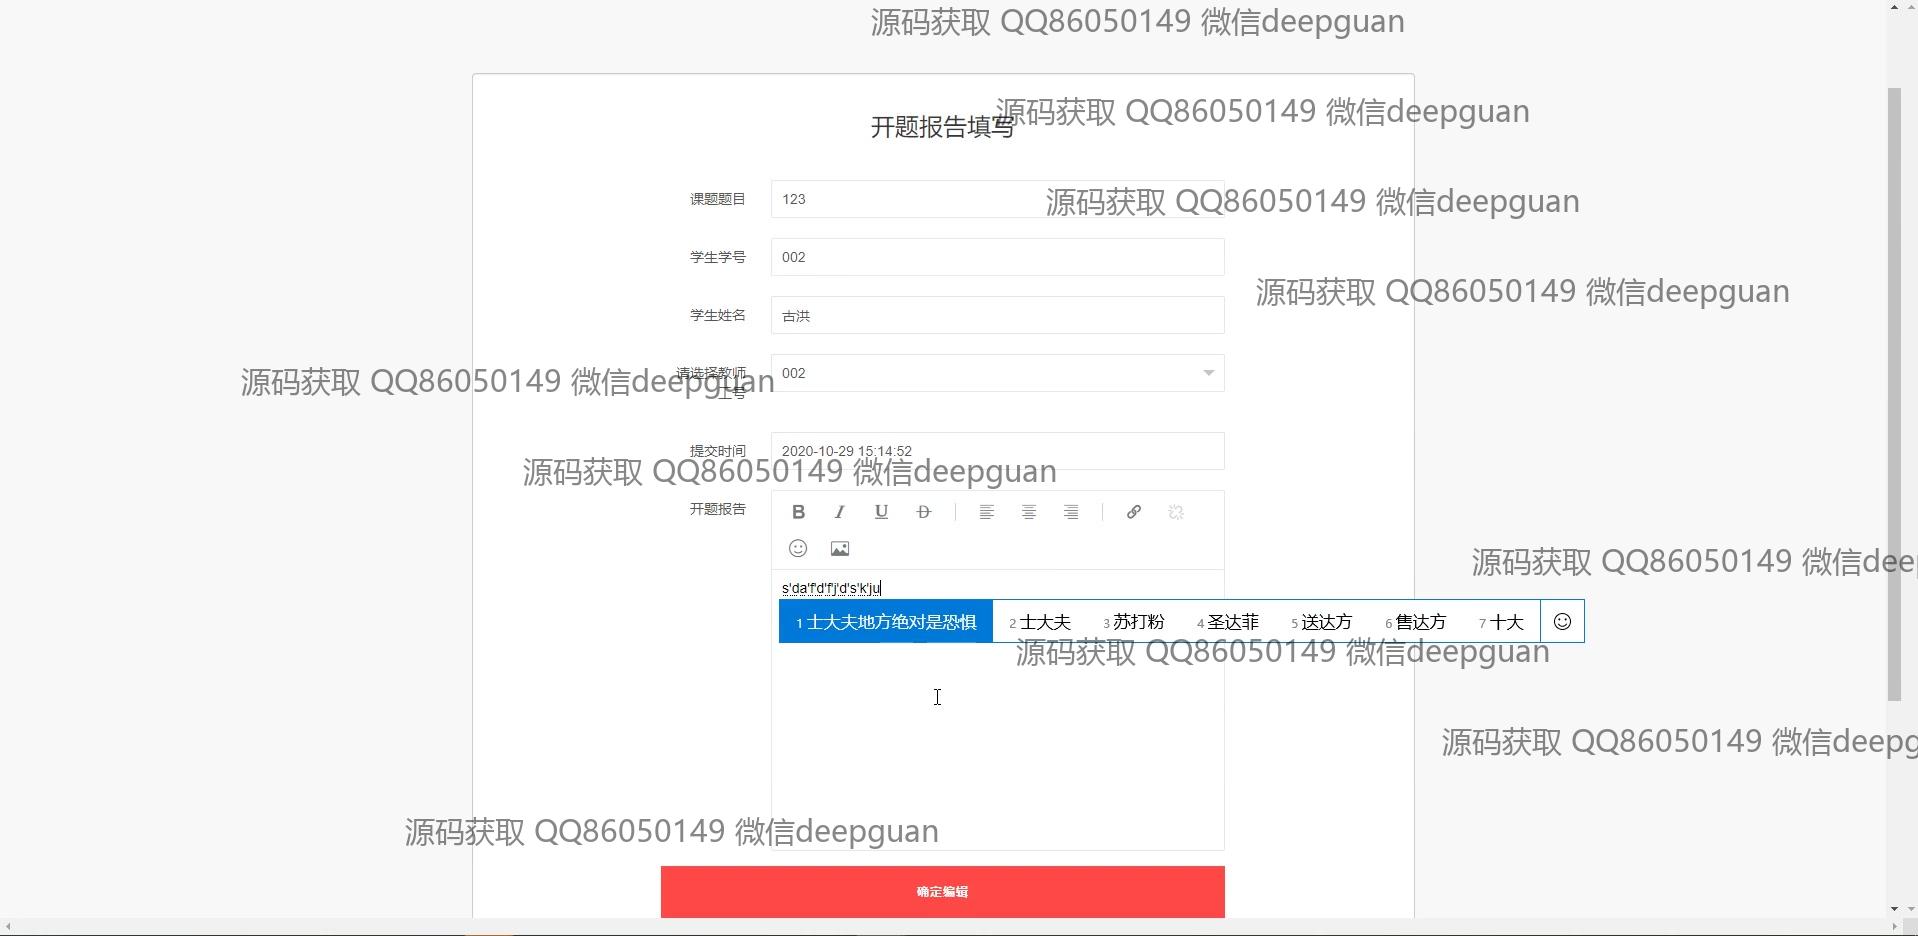 源码获取 QQ86050149 微信deepguan
源码获取 QQ86050149 微信deepguan
开题报告填写
课题题目 123
源码获取 QQ86050149 微信deepguan
学生学号 002
源码获取 QQ86050149 微信deepguan
学生姓名 古洪
请选择教师
工号
002
源码获取 QQ86050149 微信deepguan
提交时间 2020-10-29 15:14:52
源码获取 QQ86050149 微信deepguan
开题报告
B I U D
源码获取 QQ86050149 微信dee
s'da'f'd'f'j'd's'k'ju
1 士大夫地方绝对是恐惧 2 士大夫 3 苏打粉 4 圣达菲 5 送达方 6 售达方 7 十大
源码获取 QQ86050149 微信deepguan
源码获取 QQ86050149 微信deepg
源码获取 QQ86050149 微信deepguan
确定编辑